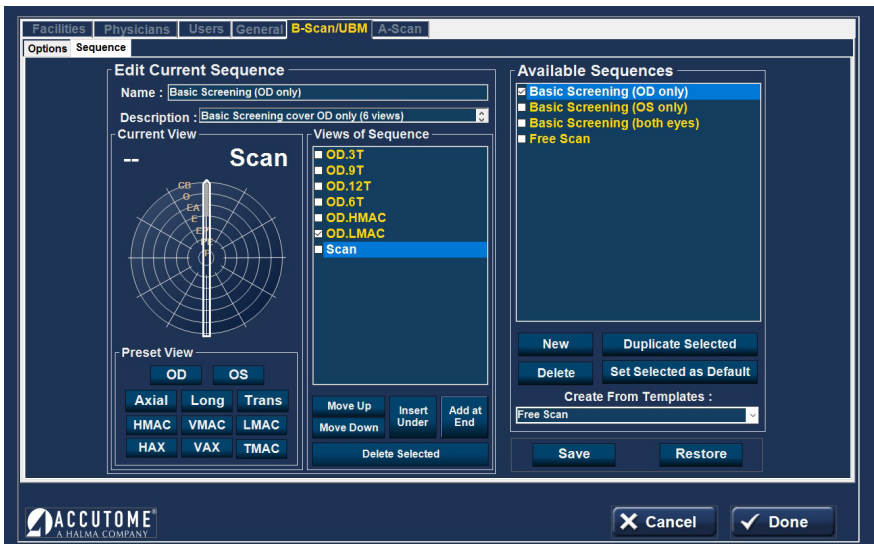 Facilities Physicians Users General B-Scan/UBM A-Scan
Options Sequence
Edit Current Sequence
Name : Basic Screening (OD only)
Description : Basic Screening cover OD only (6 views)
Current View
-- Scan
CB
O
EA
E
EP
PE
P
Preset View
OD OS
Axial Long Trans
HMAC VMAC LMAC
HAX VAX TMAC
Views of Sequence
OD.3T
OD.9T
OD.12T
OD.6T
OD.HMAC
OD.LMAC
Scan
Move Up
Move Down
Insert
Under
Add at
End
Delete Selected
Available Sequences
Basic Screening (OD only)
Basic Screening (OS only)
Basic Screening (both eyes)
Free Scan
New Duplicate Selected
Delete Set Selected as Default
Create From Templates :
Free Scan
Save Restore
ACCUTOME
A HALMA COMPANY
Cancel Done